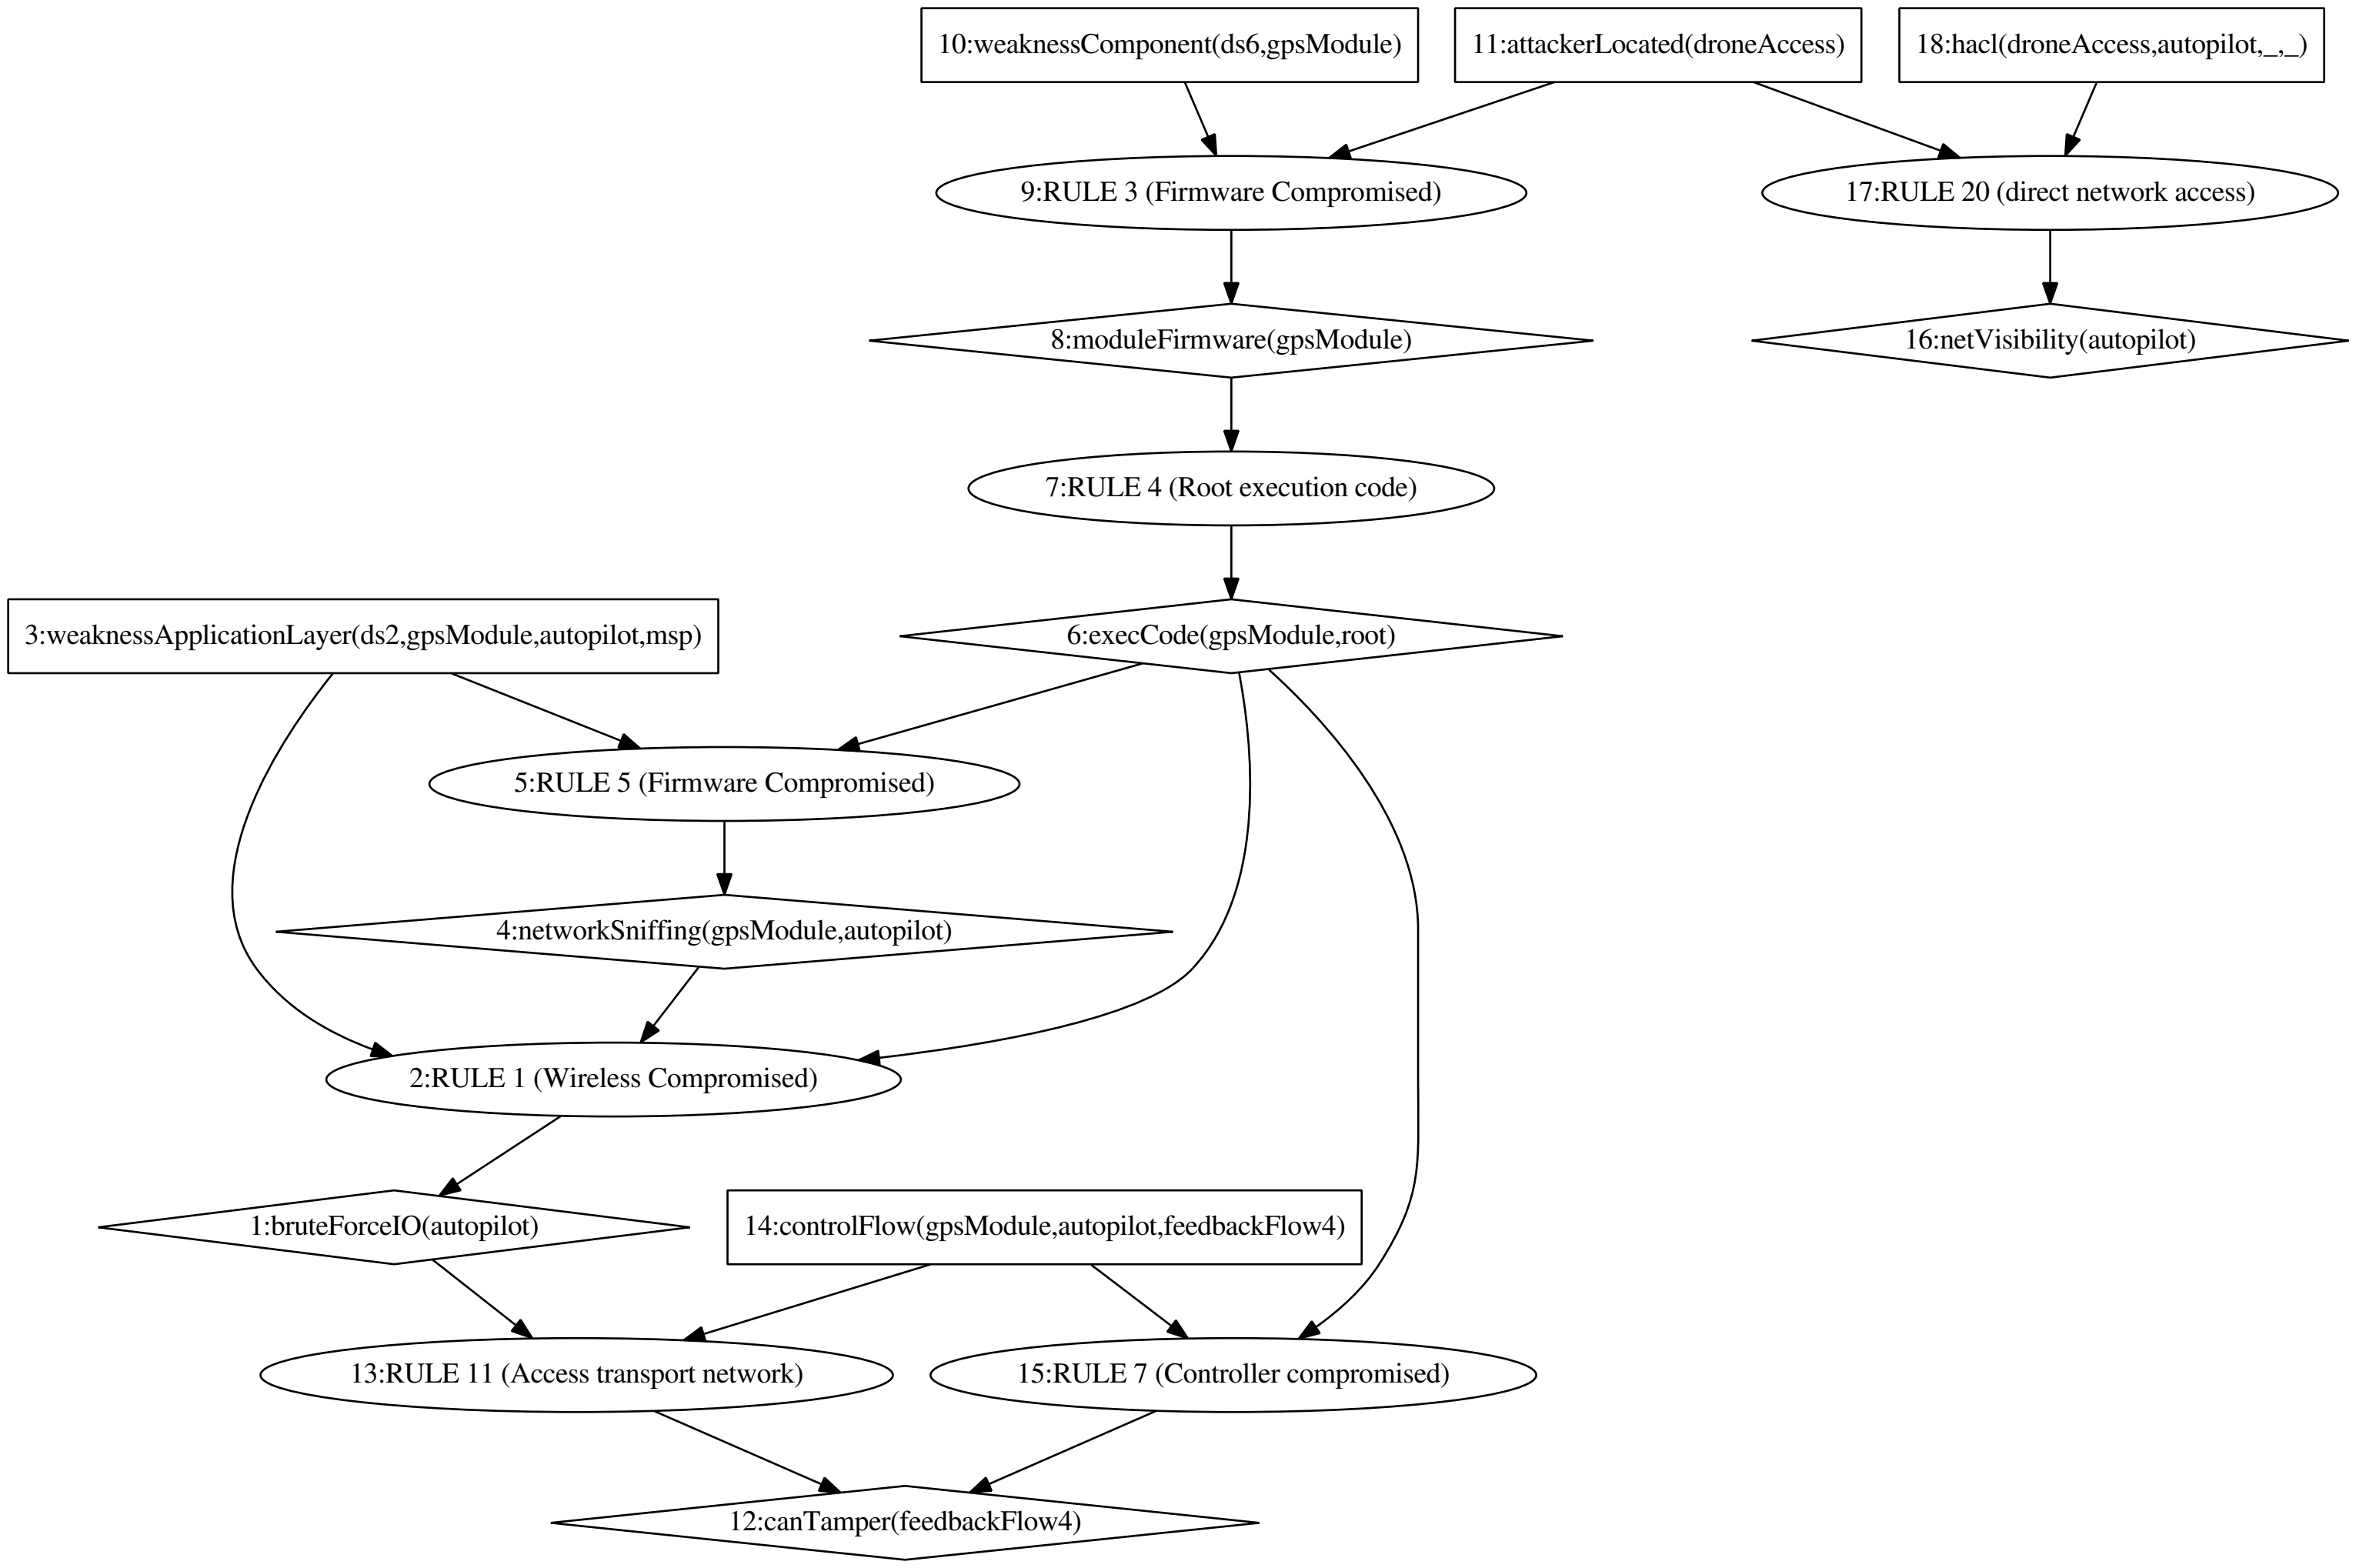 10:weaknessComponent(ds6,gpsModule)
11:attackerLocated(droneAccess)
18:hacl(droneAccess,autopilot,_,_)
9:RULE 3 (Firmware Compromised)
17:RULE 20 (direct network access)
8:moduleFirmware(gpsModule)
16:netVisibility(autopilot)
7:RULE 4 (Root execution code)
3:weaknessApplicationLayer(ds2,gpsModule,autopilot,msp)
6:execCode(gpsModule,root)
5:RULE 5 (Firmware Compromised)
4:networkSniffing(gpsModule,autopilot)
2:RULE 1 (Wireless Compromised)
1:bruteForceIO(autopilot)
14:controlFlow(gpsModule,autopilot,feedbackFlow4)
13:RULE 11 (Access transport network)
15:RULE 7 (Controller compromised)
12:canTamper(feedbackFlow4)